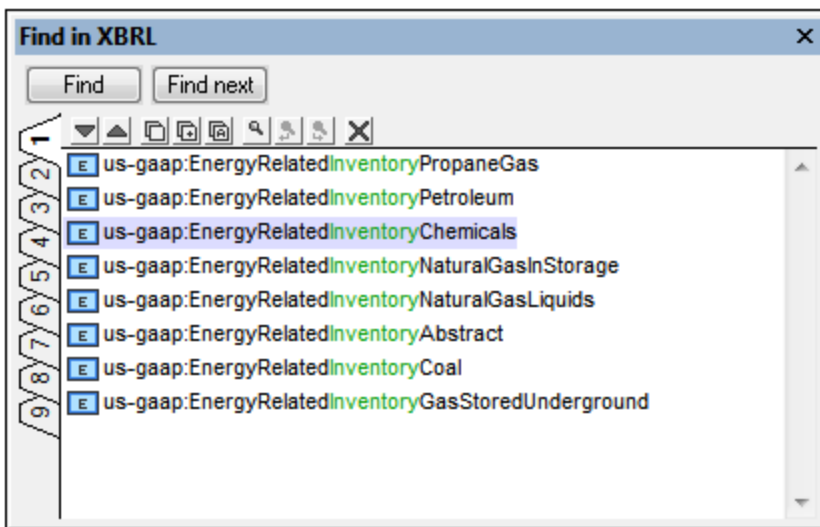 Find in XBRL
Find Find next
1
2
3
4
5
6
7
8
9
E us-gaap:EnergyRelatedInventoryPropaneGas
E us-gaap:EnergyRelatedInventoryPetroleum
E us-gaap:EnergyRelatedInventoryChemicals
E us-gaap:EnergyRelatedInventoryNaturalGasInStorage
E us-gaap:EnergyRelatedInventoryNaturalGasLiquids
E us-gaap:EnergyRelatedInventoryAbstract
E us-gaap:EnergyRelatedInventoryCoal
E us-gaap:EnergyRelatedInventoryGasStoredUnderground